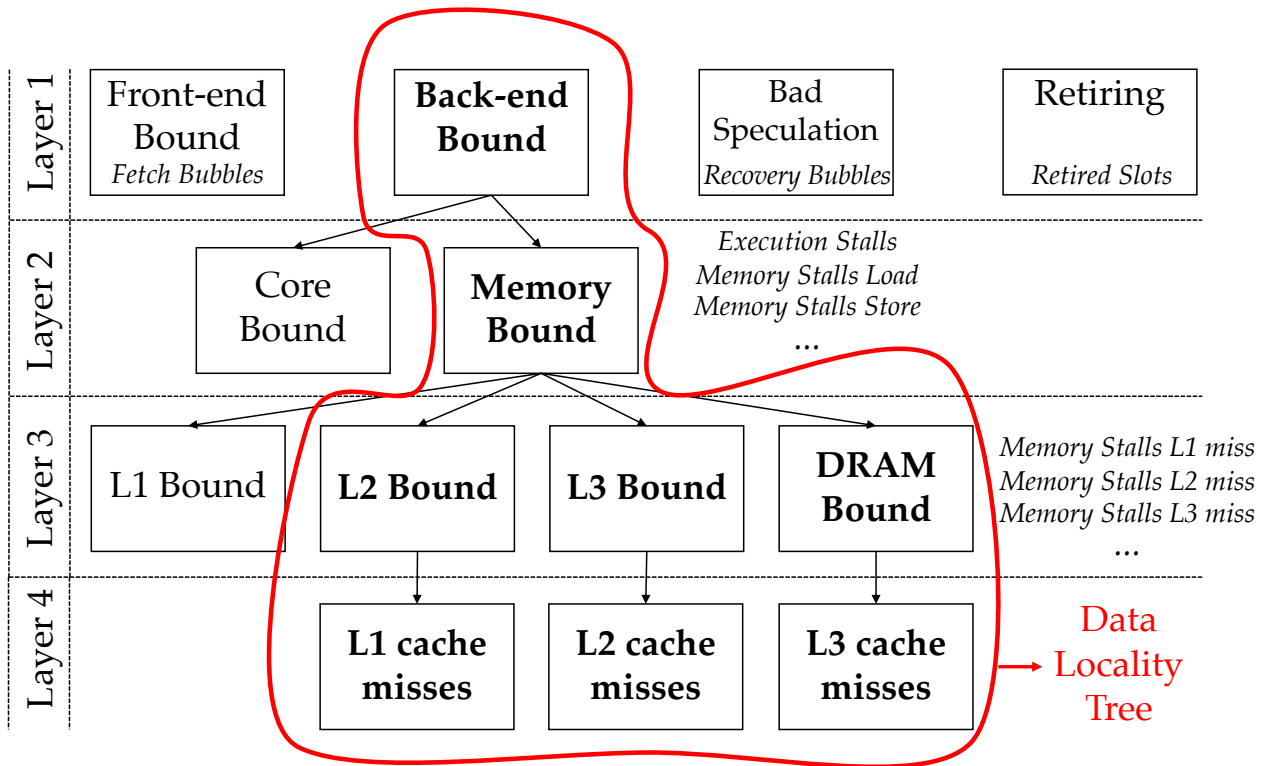 Layer 1
Front-end
Bound
Fetch Bubbles
Back-end
Bound
Bad
Speculation
Recovery Bubbles
Retiring
Retired Slots
Layer 2
Core
Bound
Memory
Bound
Execution Stalls
Memory Stalls Load
Memory Stalls Store
...
Layer 3
L1 Bound
L2 Bound
L3 Bound
DRAM
Bound
Memory Stalls L1 miss
Memory Stalls L2 miss
Memory Stalls L3 miss
...
Layer 4
L1 cache
misses
L2 cache
misses
L3 cache
misses
Data
Locality
Tree